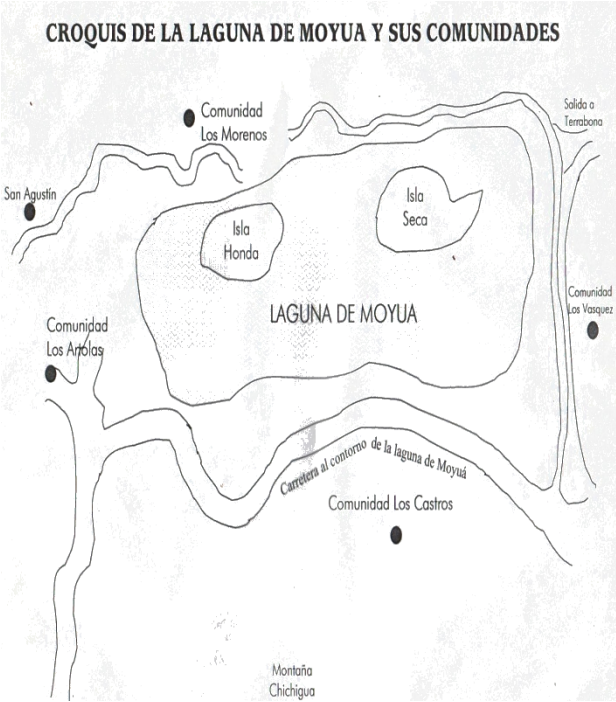 CROQUIS DE LA LAGUNA DE MOYUA Y SUS COMUNIDADES
Salida a
Terrabona
Comunidad
Los Morenos
San Agustín
Isla
Seca
Isla
Honda
Comunidad
Los Vasquez
LAGUNA DE MOYUA
Comunidad
Los Artolas
Carretera al contorno de la laguna de Moyuá
Comunidad Los Castros
Montaña
Chichigua